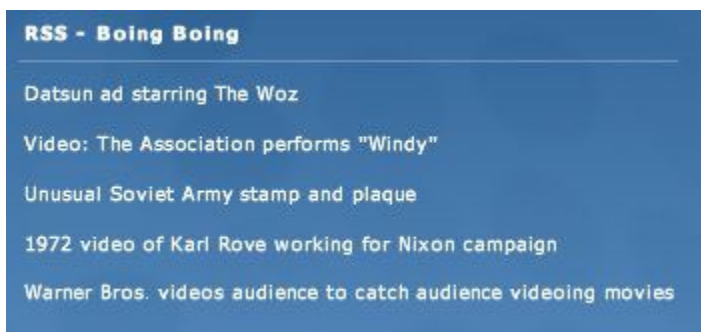 RSS - Boing Boing
Datsun ad starring The Woz
Video: The Association performs "Windy"
Unusual Soviet Army stamp and plaque
1972 video of Karl Rove working for Nixon campaign
Warner Bros. videos audience to catch audience videoing movies